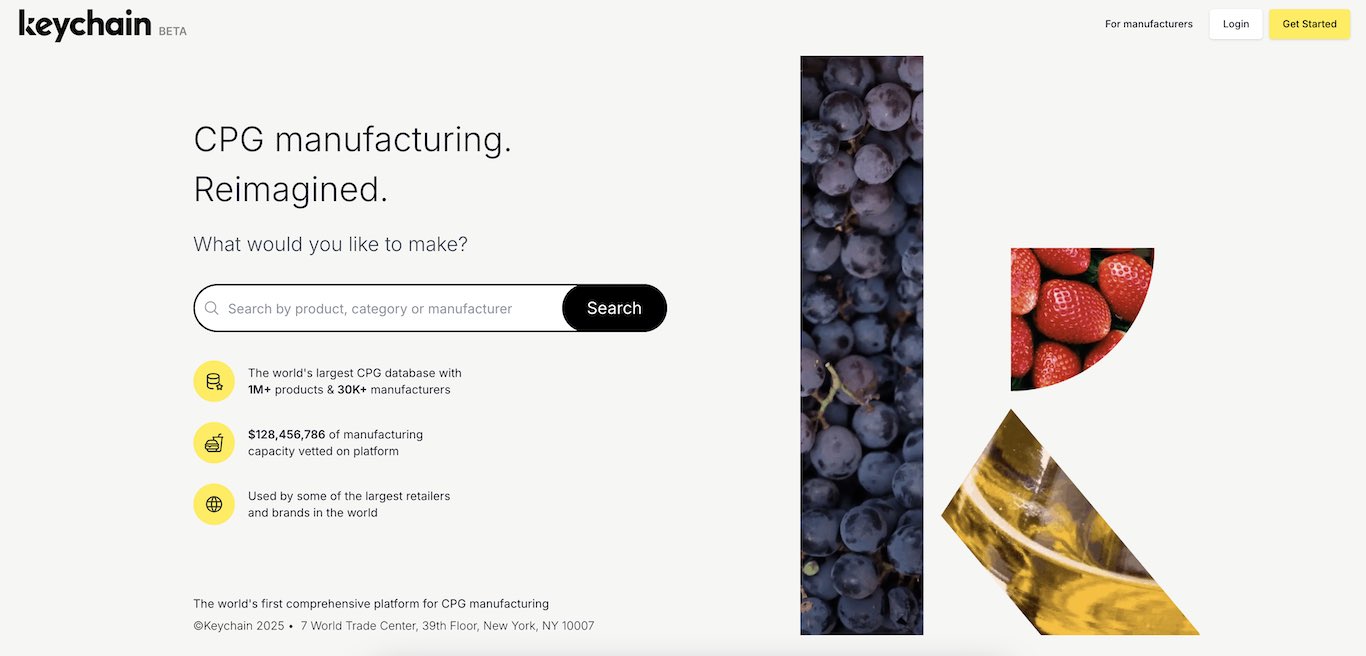 keychain BETA
For manufacturers
Login
Get Started
CPG manufacturing.
Reimagined.
What would you like to make?
Search by product, category or manufacturer
Search
The world's largest CPG database with
1M+ products & 30K+ manufacturers
$128,456,786 of manufacturing
capacity vetted on platform
Used by some of the largest retailers
and brands in the world
The world's first comprehensive platform for CPG manufacturing
©Keychain 2025 • 7 World Trade Center, 39th Floor, New York, NY 10007